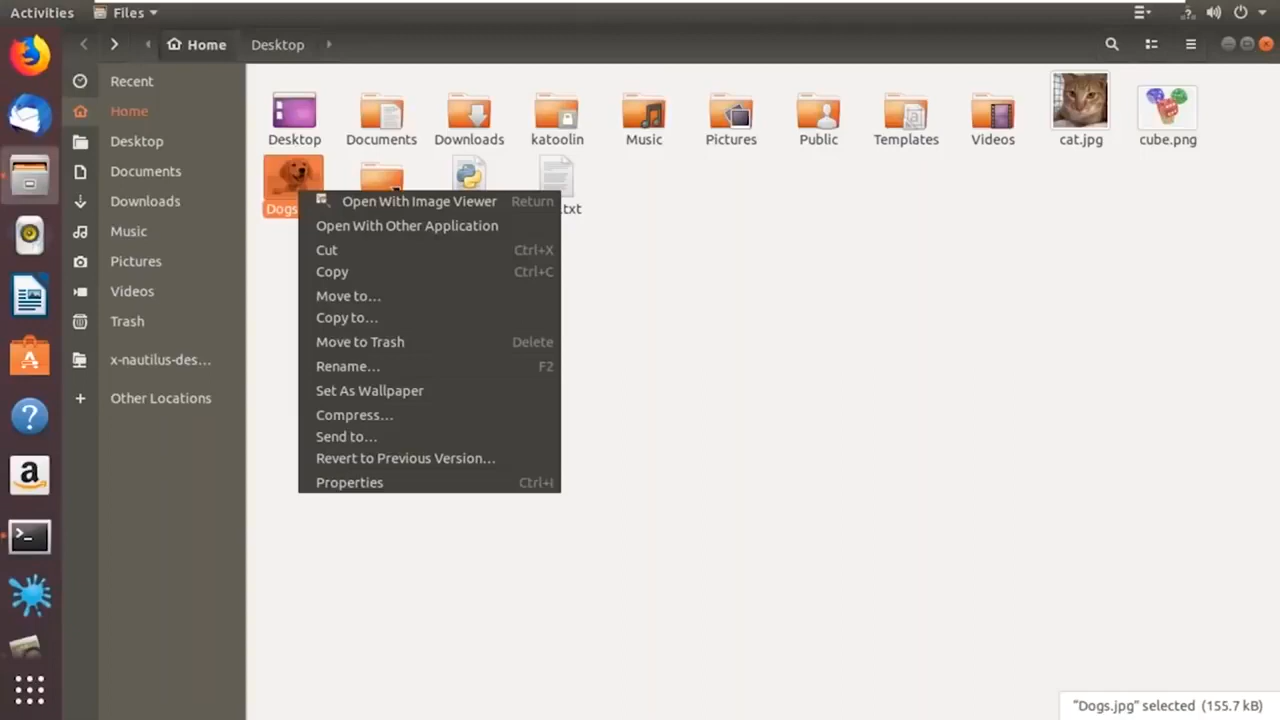 Activities Files
Home Desktop
Recent
Home
Desktop
Documents
Downloads
Music
Pictures
Videos
Trash
x-nautilus-des...
+ Other Locations
Desktop Documents Downloads katoolin Music Pictures Public Templates Videos cat.jpg cube.png
Dogs .txt
Open With Image Viewer Return
Open With Other Application
Cut Ctrl+X
Copy Ctrl+C
Move to...
Copy to...
Move to Trash Delete
Rename... F2
Set As Wallpaper
Compress...
Send to...
Revert to Previous Version...
Properties Ctrl+I
"Dogs.jpg" selected (155.7 kB)